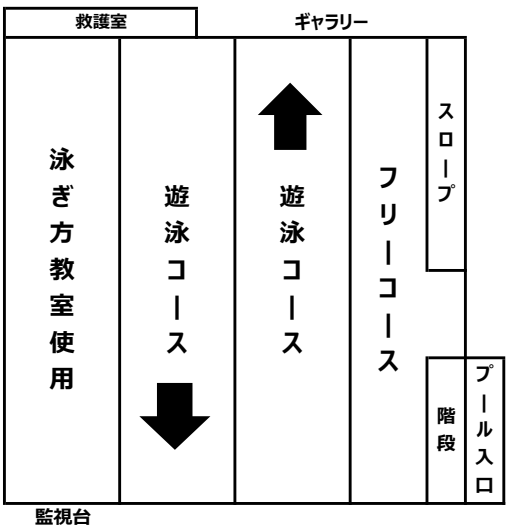 救護室
ギャラリー
泳ぎ方教室使用
遊泳コース
遊泳コース
フリーコース
スロープ
階段
プール入口
監視台